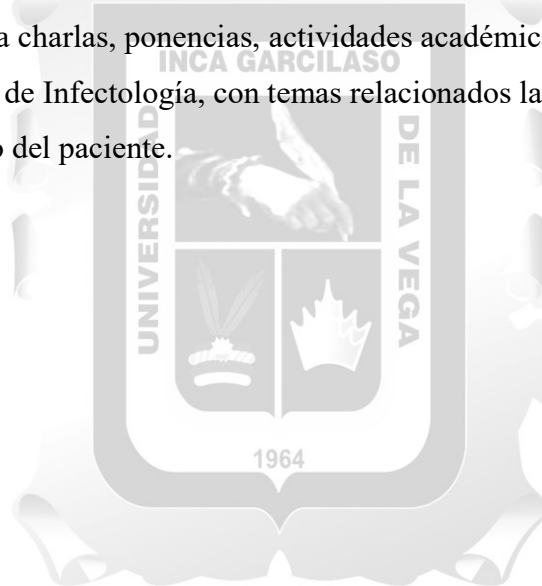 a charlas, ponencias, actividades académic
INCA GARCILASO
de Infectología, con temas relacionados la
o del paciente.
UNIVERSIDAD
DE LA VEGA
1964